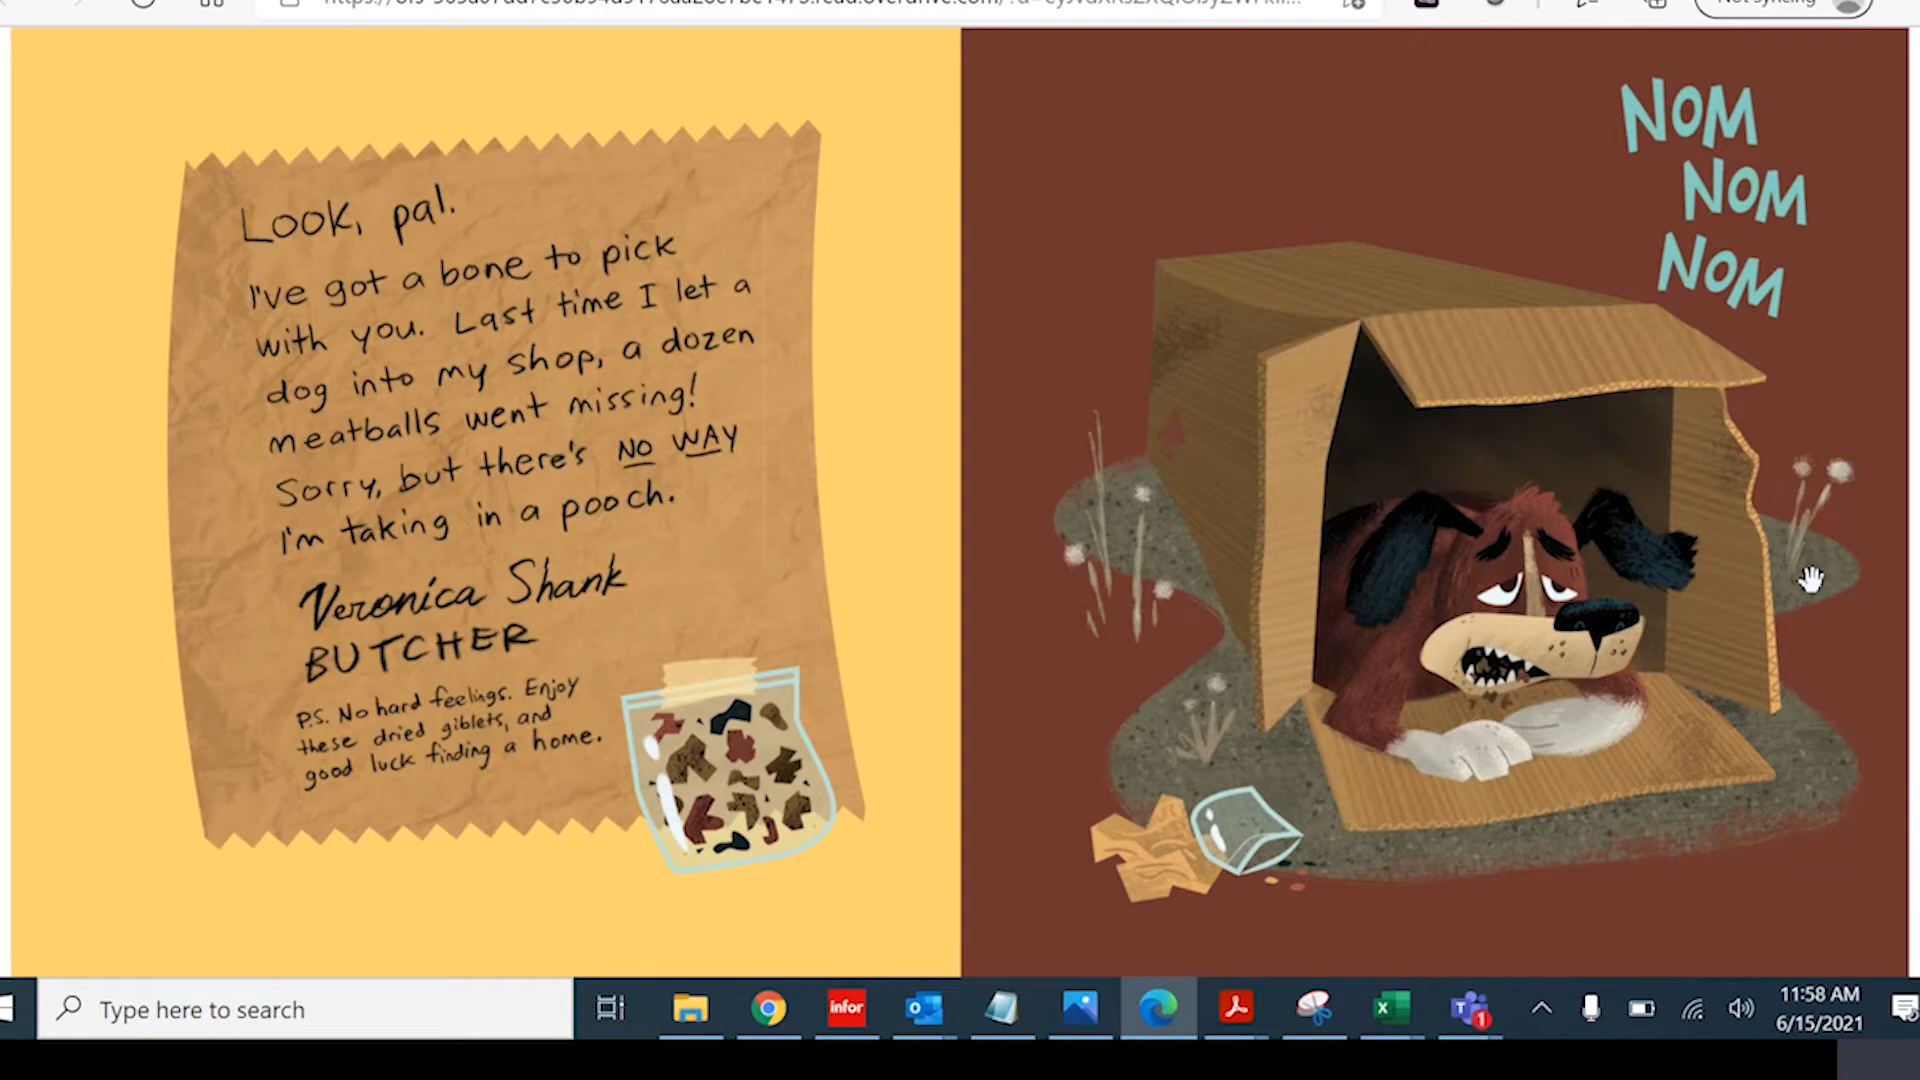 Look, pal.
I've got a bone to pick
with you. Last time I let a
dog into my shop, a dozen
meatballs went missing!
Sorry, but there's NO WAY
I'm taking in a pooch.
Veronica Shank
BUTCHER
P.S. No hard feelings. Enjoy
these dried giblets, and
good luck finding a home.
NOM
NOM
NOM
Type here to search
infor
1
11:58 AM
6/15/2021